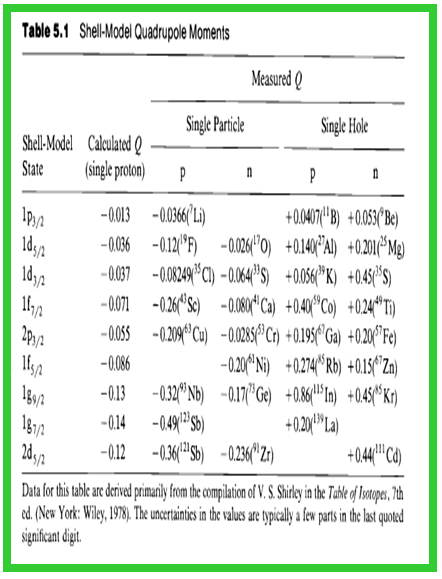 Table 5.1 Shell-Model Quadrupole Moments
Measured Q
Single Particle Single Hole
Shell-Model Calculated Q
State (single proton) p n p n
1p3/2 −0.013 −0.0366(⁷Li) +0.0407(¹¹B) +0.053(⁹Be)
1d5/2 −0.036 −0.12(¹⁹F) −0.026(¹⁷O) +0.140(²⁷Al) +0.201(²⁵Mg)
1d3/2 −0.037 −0.08249(³⁵Cl) −0.064(³³S) +0.056(³⁹K) +0.45(³⁵S)
1f7/2 −0.071 −0.26(⁴³Sc) −0.080(⁴¹Ca) +0.40(⁵⁹Co) +0.24(⁴⁹Ti)
2p3/2 −0.055 −0.209(⁶³Cu) −0.0285(⁵³Cr) +0.195(⁶⁷Ga) +0.20(⁵⁷Fe)
1f5/2 −0.086 −0.20(⁶¹Ni) +0.274(⁸⁵Rb) +0.15(⁶⁷Zn)
1g9/2 −0.13 −0.32(⁹³Nb) −0.17(⁷³Ge) +0.86(¹¹⁵In) +0.45(⁸⁵Kr)
1g7/2 −0.14 −0.49(¹²³Sb) +0.20(¹³⁹La)
2d5/2 −0.12 −0.36(¹²¹Sb) −0.236(⁹¹Zr) +0.44(¹¹¹Cd)
Data for this table are derived primarily from the compilation of V. S. Shirley in the Table of Isotopes, 7th
ed. (New York: Wiley, 1978). The uncertainties in the values are typically a few parts in the last quoted
significant digit.